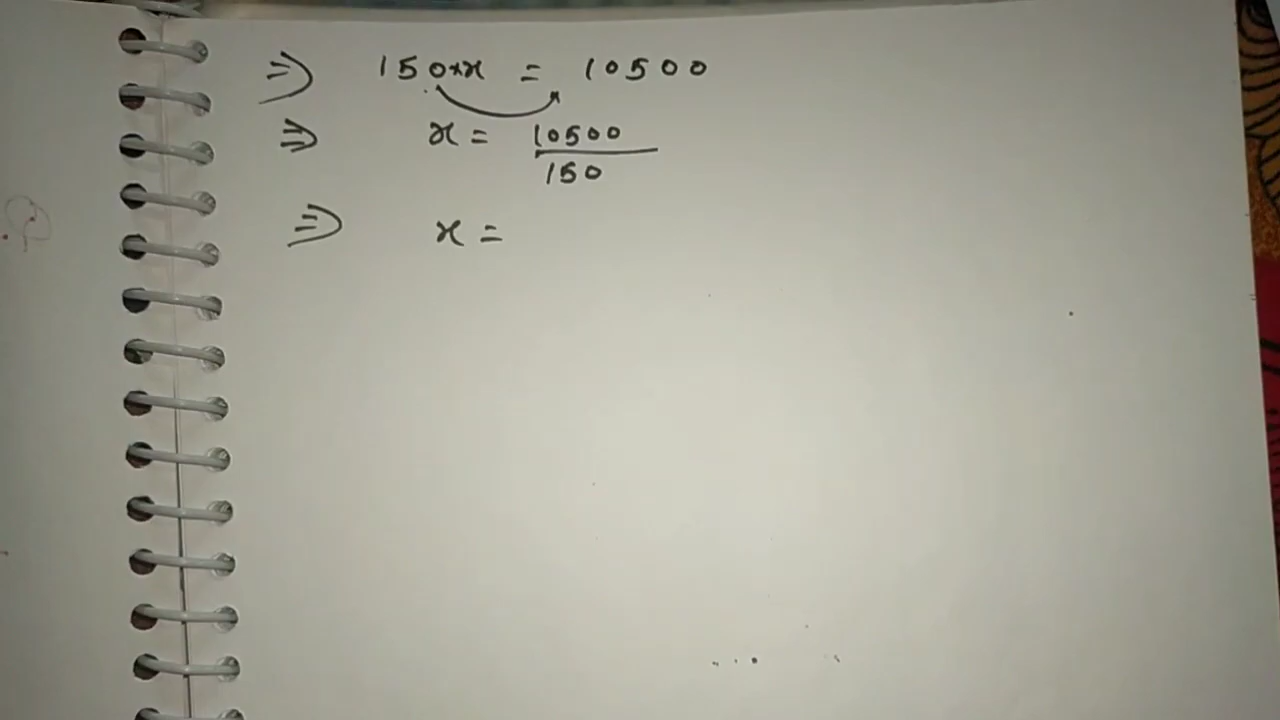 ⇒ 150×x = 10500
⇒ x = 10500/150
⇒ x =